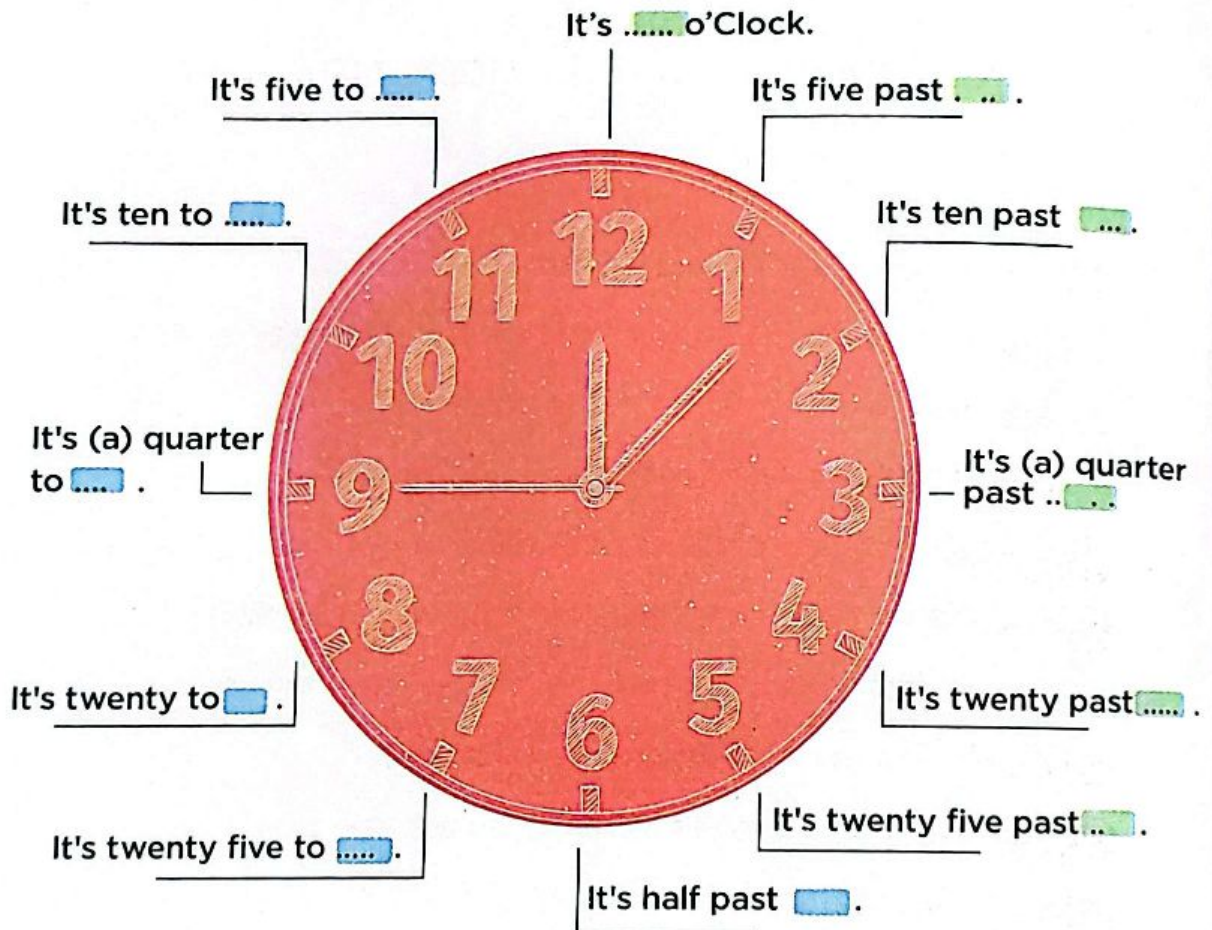 It's ...... o'Clock.
It's five to ......
It's five past . .. .
It's ten to ......
It's ten past ....
11
12
1
10
2
It's (a) quarter
to .... .
9
3
It's (a) quarter
past .. . .
8
4
It's twenty to .
7
5
It's twenty past ..... .
6
It's twenty five to ..... .
It's twenty five past .. .
It's half past .